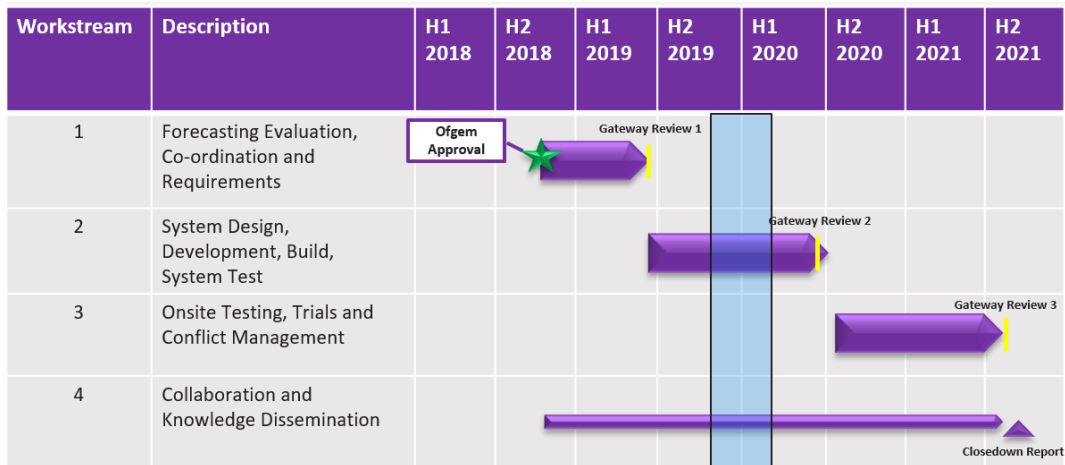 Workstream Description H1 2018 H2 2018 H1 2019 H2 2019 H1 2020 H2 2020 H1 2021 H2 2021
1
Forecasting Evaluation,
Co-ordination and
Requirements
Ofgem
Approval
Gateway Review 1
2
System Design,
Development, Build,
System Test
Gateway Review 2
3
Onsite Testing, Trials and
Conflict Management
Gateway Review 3
4
Collaboration and
Knowledge Dissemination
Closedown Report